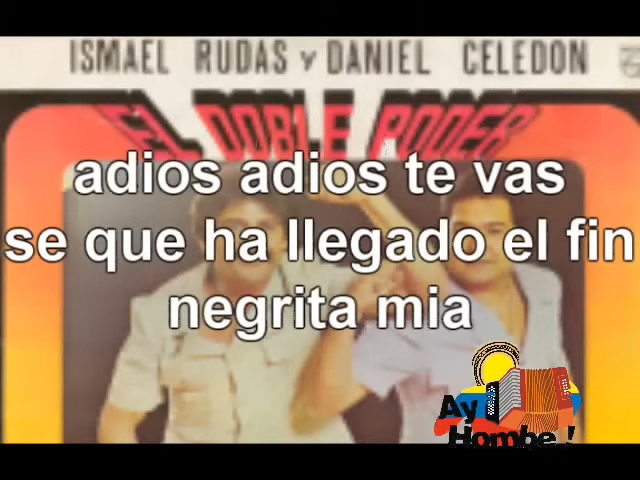 ISMAEL RUDAS Y DANIEL CELEDON
EL DOBLE PODER
adios adios te vas
se que ha llegado el fin
negrita mia
Ay
Hombe !